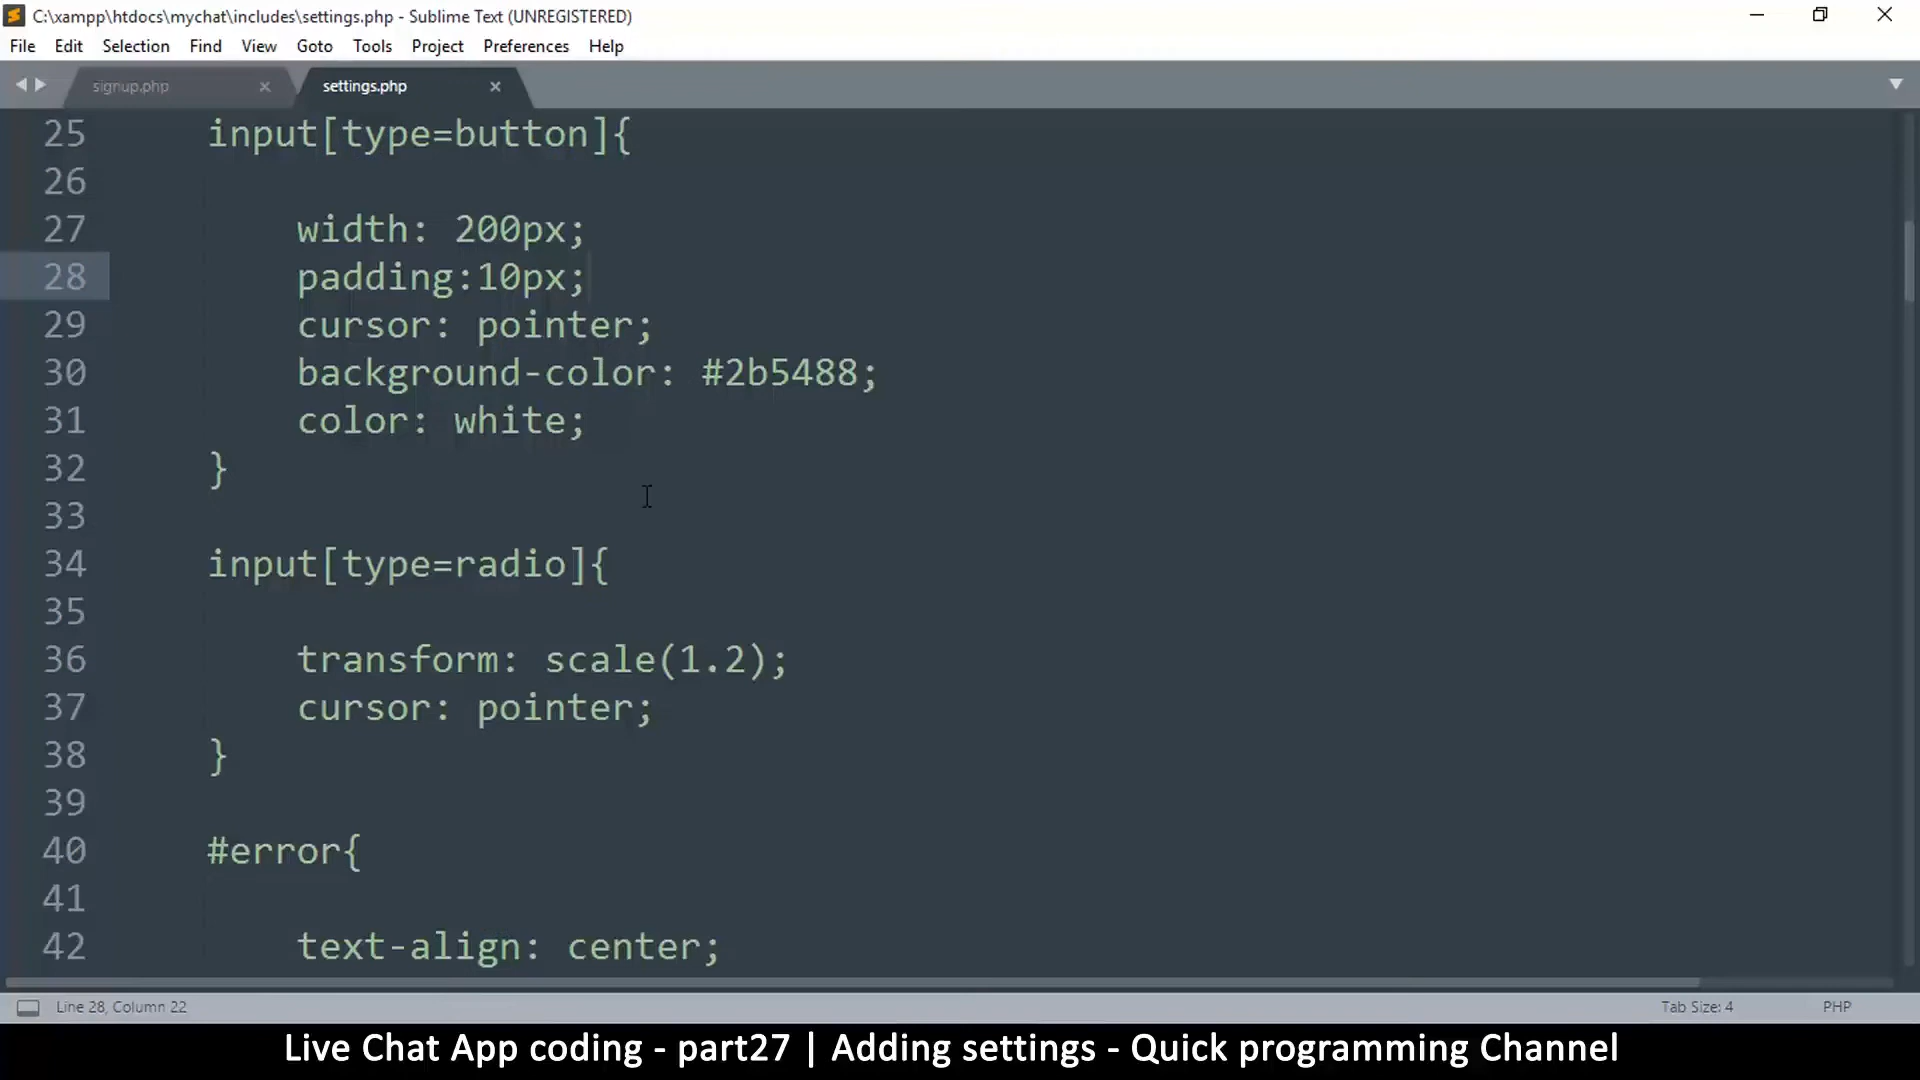 C:\xampp\htdocs\mychat\includes\settings.php - Sublime Text (UNREGISTERED)
File Edit Selection Find View Goto Tools Project Preferences Help
signup.php settings.php
25 input[type=button]{
26
27 width: 200px;
28 padding:10px;
29 cursor: pointer;
30 background-color: #2b5488;
31 color: white;
32 }
33
34 input[type=radio]{
35
36 transform: scale(1.2);
37 cursor: pointer;
38 }
39
40 #error{
41
42 text-align: center;
Line 28, Column 22 Tab Size: 4 PHP
Live Chat App coding - part27 | Adding settings - Quick programming Channel